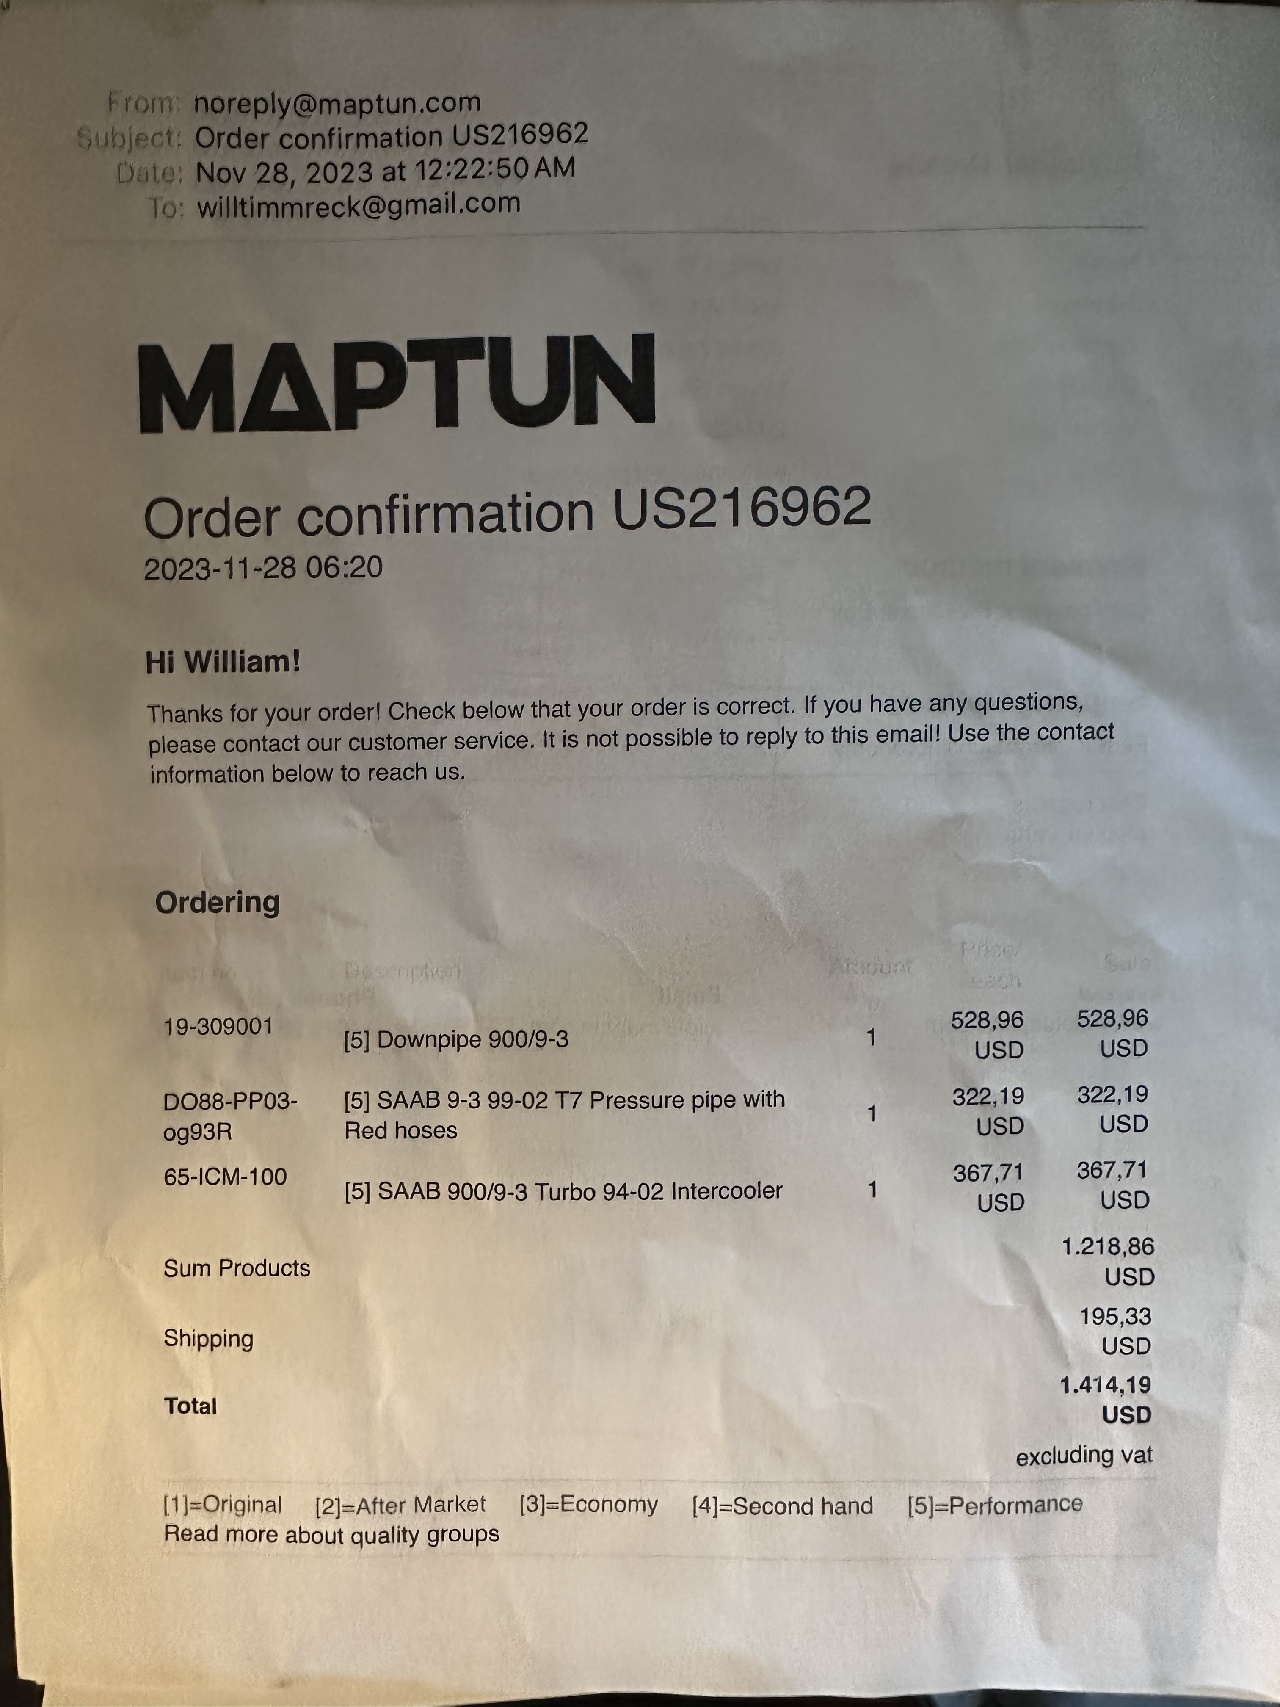 From: noreply@maptun.com
Subject: Order confirmation US216962
Date: Nov 28, 2023 at 12:22:50 AM
To: willtimmreck@gmail.com
MAPTUN
Order confirmation US216962
2023-11-28 06:20
Hi William!
Thanks for your order! Check below that your order is correct. If you have any questions,
please contact our customer service. It is not possible to reply to this email! Use the contact
information below to reach us.
Ordering
Description Amount Price/ each
19-309001 [5] Downpipe 900/9-3 1 528,96 USD 528,96 USD
DO88-PP03-og93R [5] SAAB 9-3 99-02 T7 Pressure pipe with Red hoses 1 322,19 USD 322,19 USD
65-ICM-100 [5] SAAB 900/9-3 Turbo 94-02 Intercooler 1 367,71 USD 367,71 USD
Sum Products 1.218,86 USD
Shipping 195,33 USD
Total 1.414,19 USD
excluding vat
[1]=Original [2]=After Market [3]=Economy [4]=Second hand [5]=Performance
Read more about quality groups